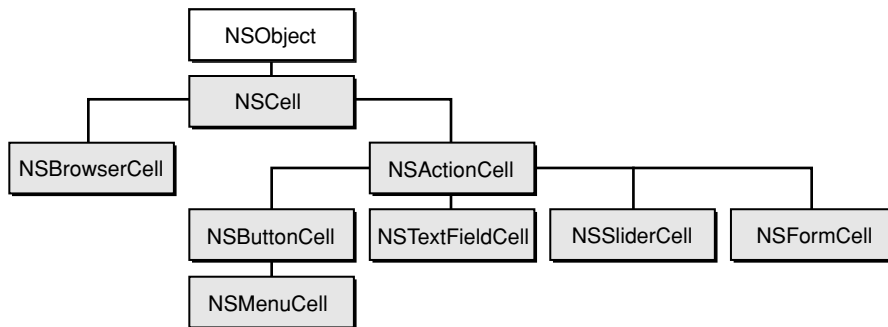 NSObject
NSCell
NSBrowserCell
NSActionCell
NSButtonCell
NSTextFieldCell
NSSliderCell
NSFormCell
NSMenuCell